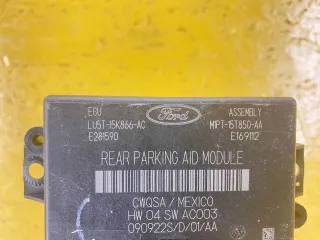 ECU Ford ASSEMBLY
LU5T-15K866-AC M1PT-15T850-AA
E281590 E169112
REAR PARKING AID MODULE
CWQSA / MEXICO
HW 04 SW AC003
090922S/D/01/AA